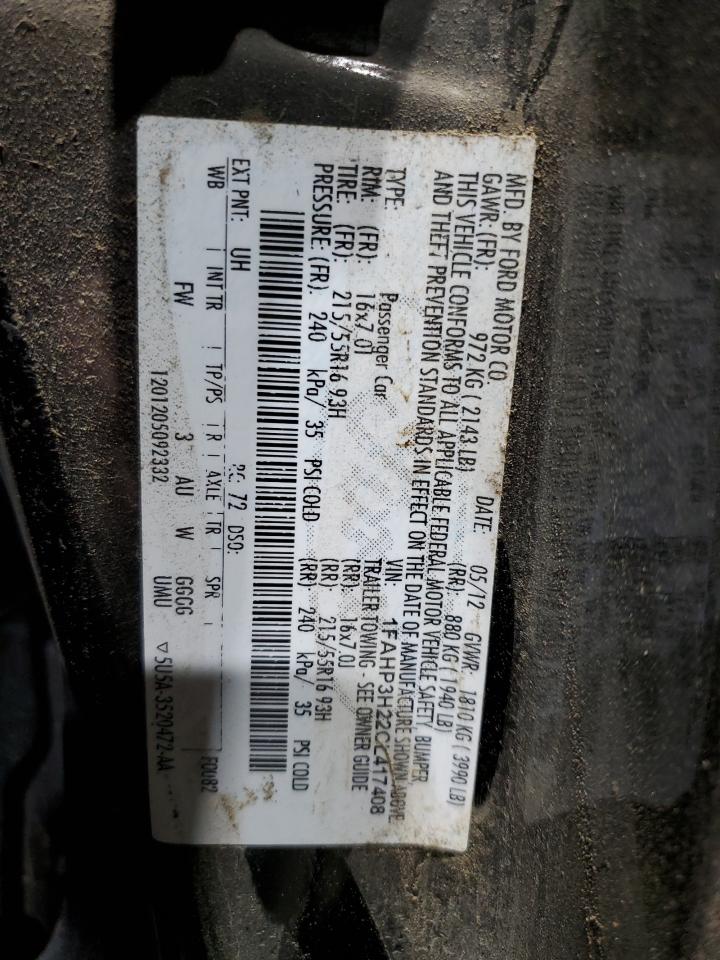 MFD. BY FORD MOTOR CO.
DATE: 05/12 GVWR: 1810 KG ( 3990 LB)
GAWR: (FR): 972 KG ( 2143 LB) (RR): 880 KG ( 1940 LB)
THIS VEHICLE CONFORMS TO ALL APPLICABLE FEDERAL MOTOR VEHICLE SAFETY, BUMPER,
AND THEFT PREVENTION STANDARDS IN EFFECT ON THE DATE OF MANUFACTURE SHOWN ABOVE.
VIN: 1FAHP3H22CL417408
TYPE: Passenger Car TRAILER TOWING - SEE OWNER GUIDE
RIM: (FR): 16x7.0J (RR): 16x7.0J
TIRE: (FR): 215/55R16 93H (RR): 215/55R16 93H
PRESSURE: (FR): 240 kPa/ 35 PSI COLD (RR): 240 kPa/ 35 PSI COLD
EXT PNT: UH RC: 72 DSO: F0082
WB | INT TR | TP/PS | R | AXLE | TR | SPR |
FW 3 AU W GGCG
1201205092332 UMU ▽5U5A-3520472-AA